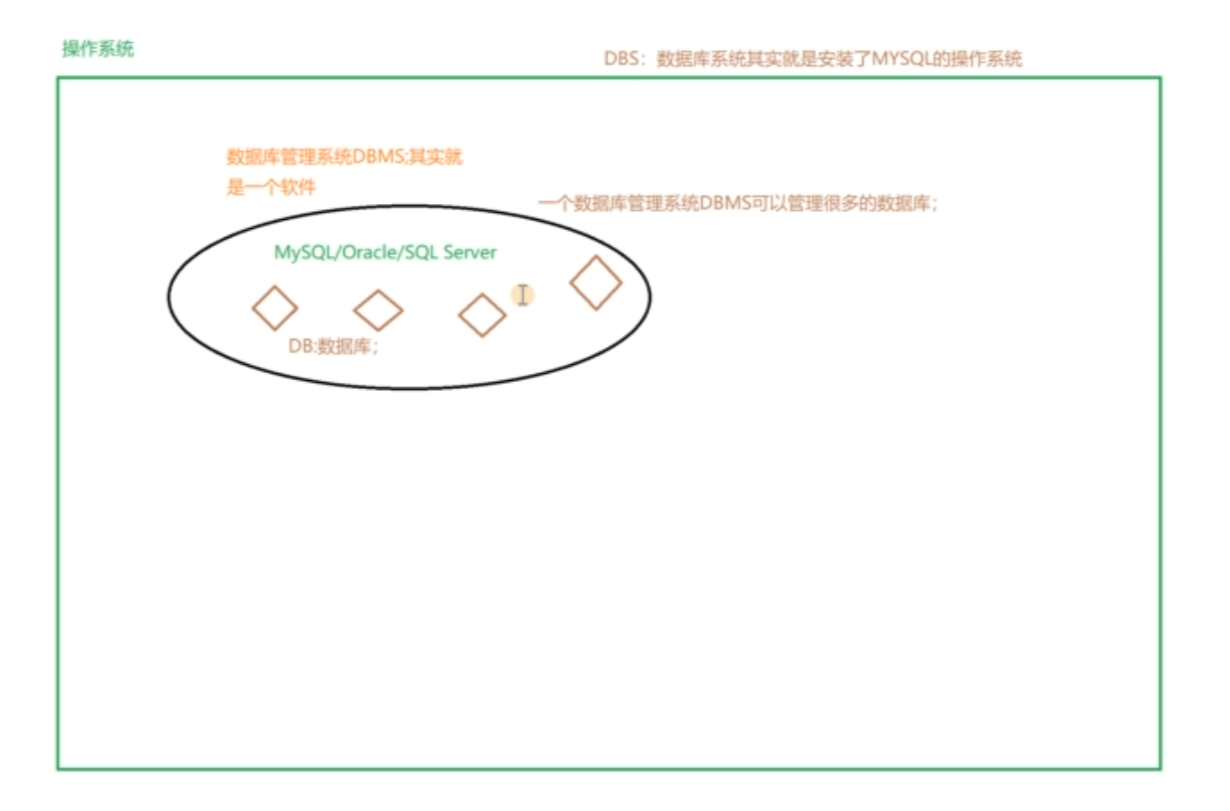 操作系统
DBS：数据库系统其实就是安装了MYSQL的操作系统
数据库管理系统DBMS;其实就
是一个软件
一个数据库管理系统DBMS可以管理很多的数据库；
MySQL/Oracle/SQL Server
DB:数据库；